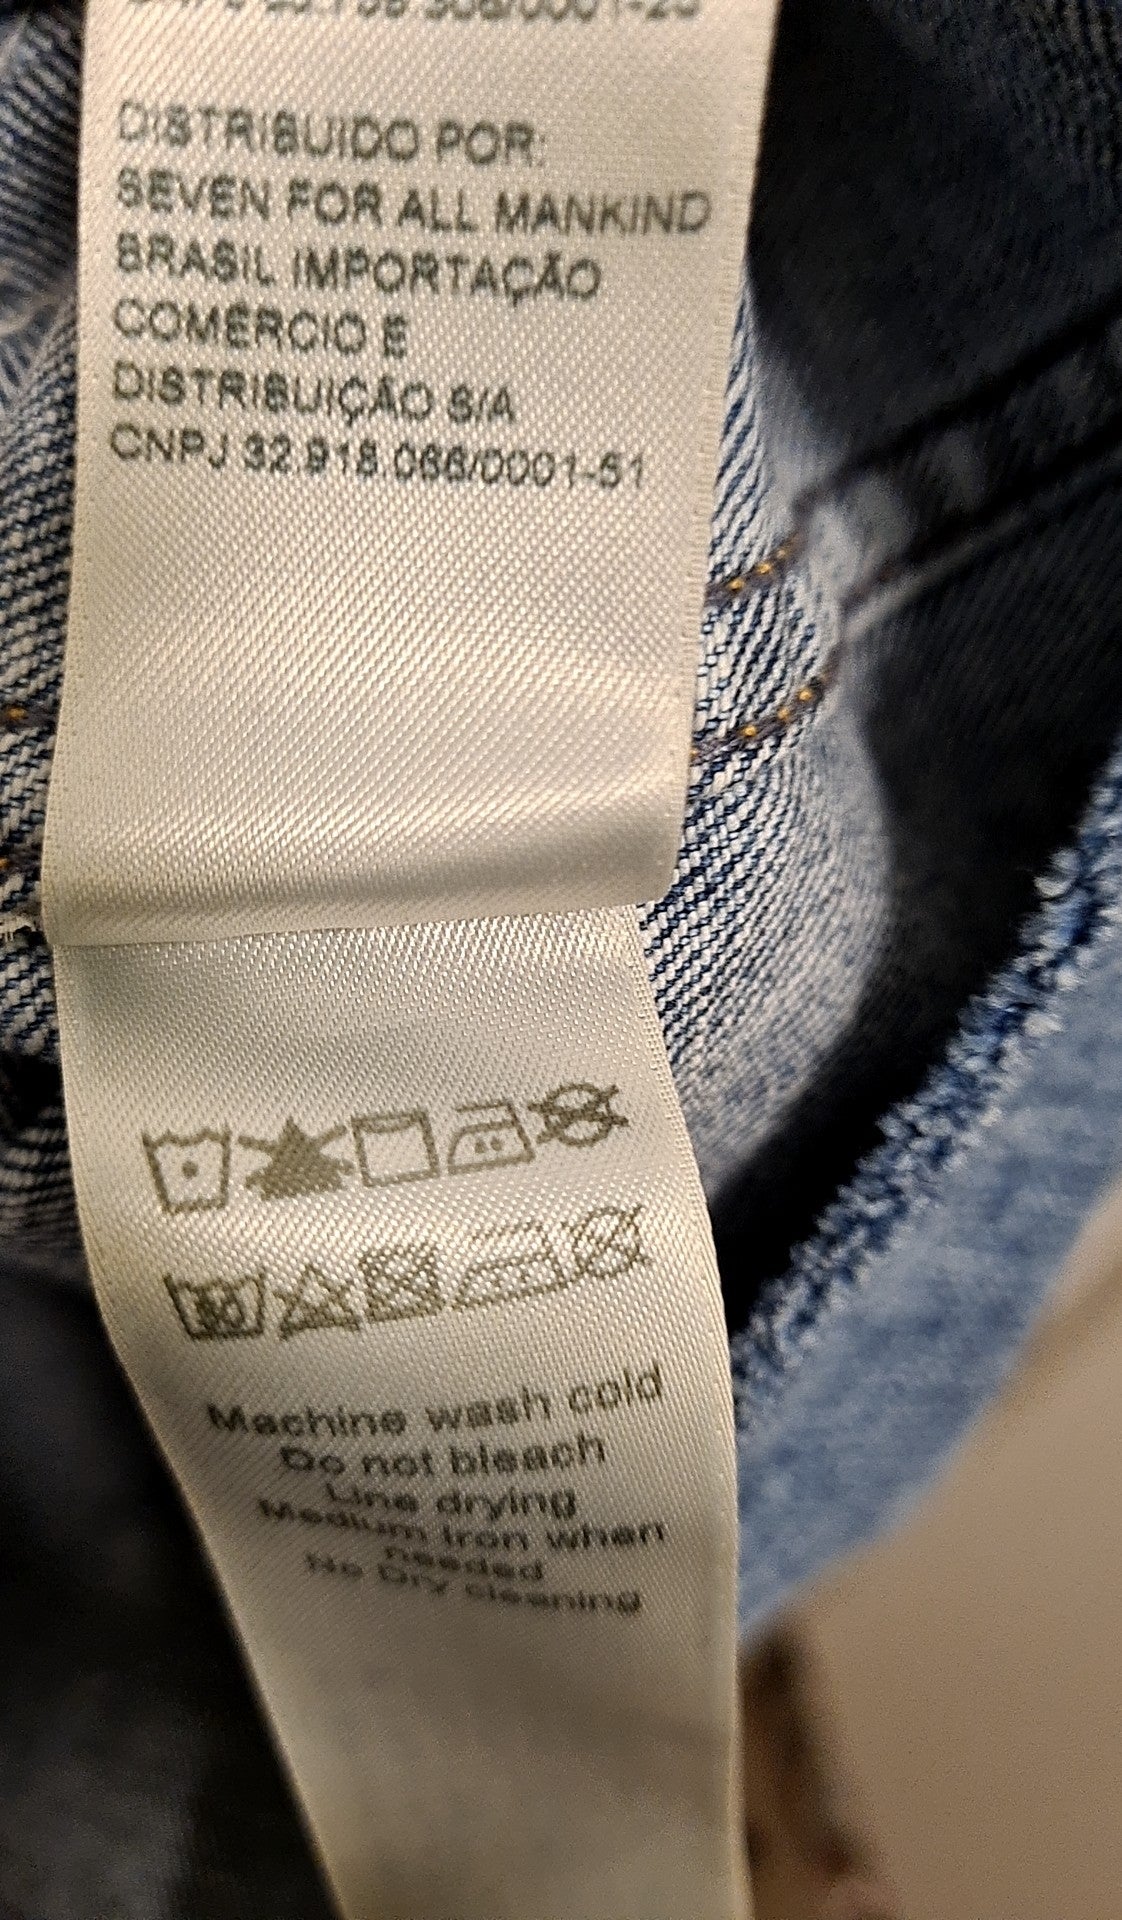 DISTRIBUIDO POR:
SEVEN FOR ALL MANKIND
BRASIL IMPORTAÇÃO
COMÉRCIO E
DISTRIBUIÇÃO S/A
CNPJ 32.918.066/0001-51
30
Machine wash cold
Do not bleach
Line drying
Medium Iron when
needed
No Dry cleaning